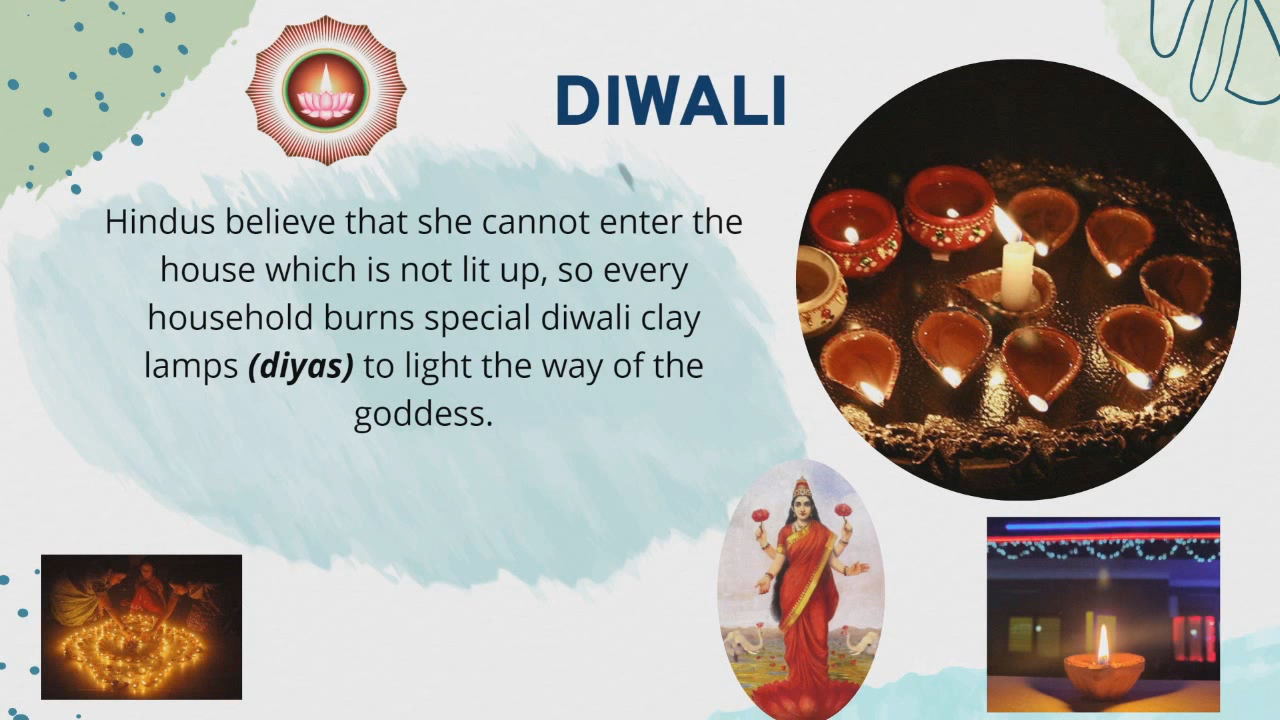 DIWALI
Hindus believe that she cannot enter the
house which is not lit up, so every
household burns special diwali clay
lamps (diyas) to light the way of the
goddess.